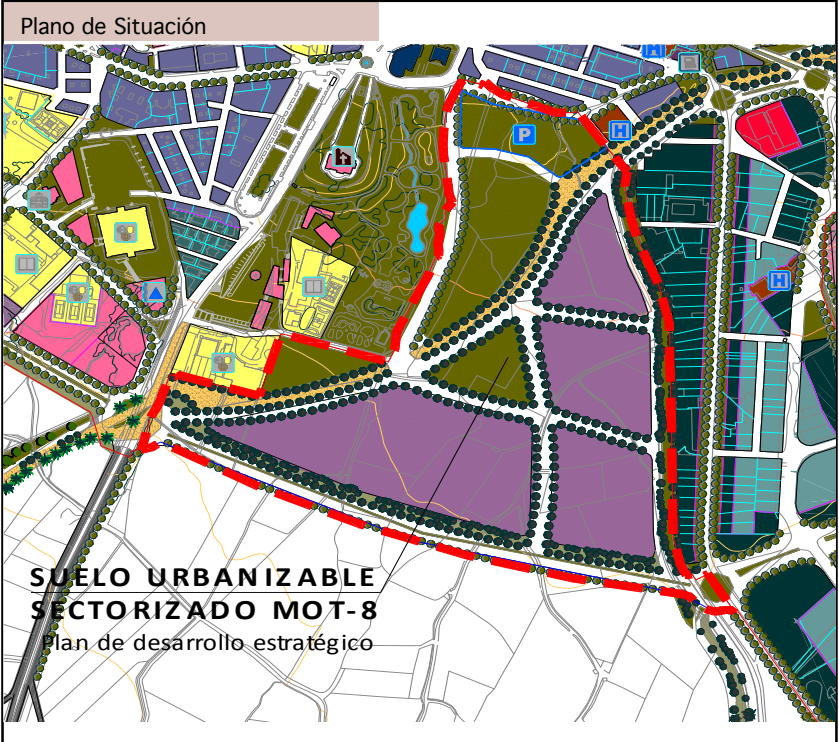 Plano de Situación
H
P
H
H
SUELO URBANIZABLE
SECTORIZADO MOT-8
Plan de desarrollo estratégico